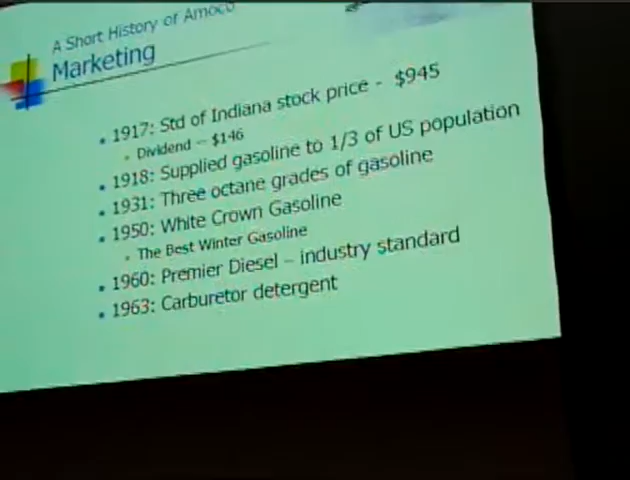 A Short History of Amoco
Marketing
1917: Std of Indiana stock price - $945
Dividend – $146
1918: Supplied gasoline to 1/3 of US population
1931: Three octane grades of gasoline
1950: White Crown Gasoline
The Best Winter Gasoline
1960: Premier Diesel – industry standard
1963: Carburetor detergent